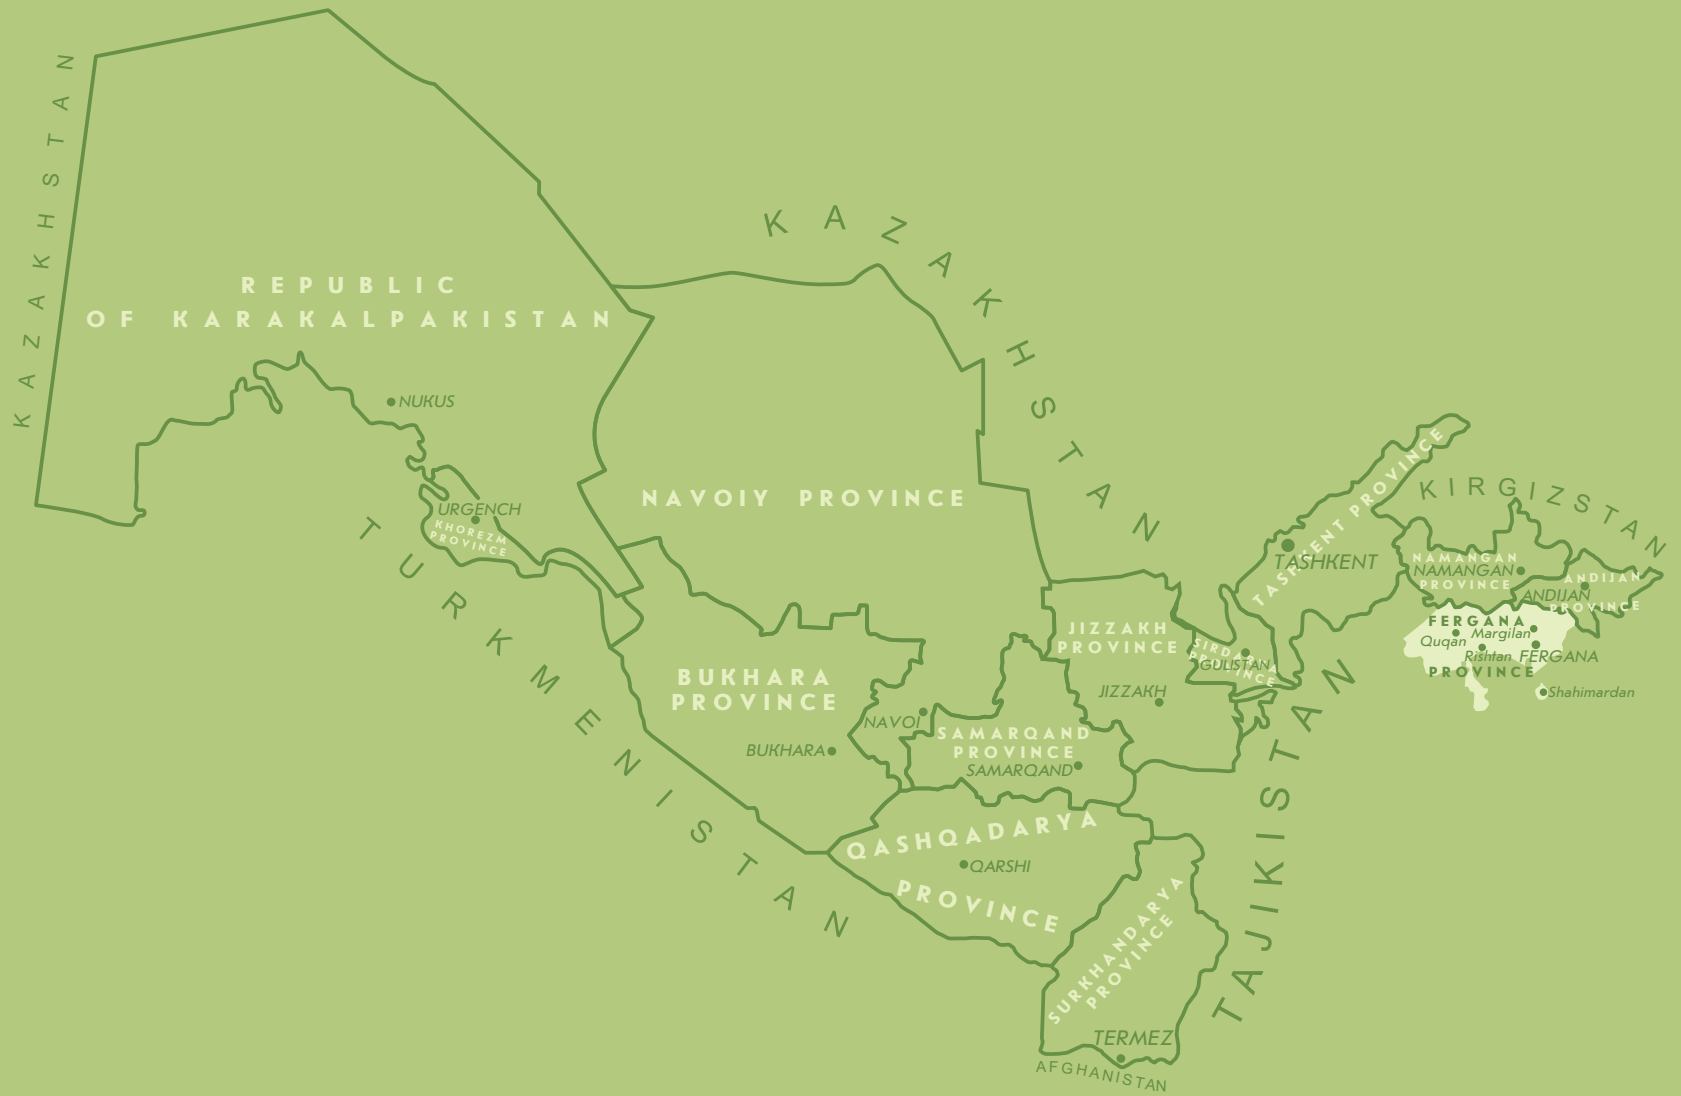 KAZAKHSTAN
REPUBLIC
OF KARAKALPAKISTAN
NUKUS
URGENCH
KHOREZM
PROVINCE
TURKMENISTAN
KAZAKHSTAN
NAVOIY PROVINCE
BUKHARA
PROVINCE
BUKHARA
NAVOI
SAMARQAND
PROVINCE
SAMARQAND
JIZZAKH
PROVINCE
JIZZAKH
QASHQADARYA
PROVINCE
QARSHI
SURKHANDARYA
PROVINCE
TERMEZ
AFGHANISTAN
TAJIKISTAN
SIRDARYA
PROVINCE
GULISTAN
TASHKENT PROVINCE
TASHKENT
KIRGIZSTAN
NAMANGAN
NAMANGAN
PROVINCE
ANDIJAN
ANDIJAN
PROVINCE
FERGANA
Quqan
Margilan
Rishtan
FERGANA
PROVINCE
Shahimardan